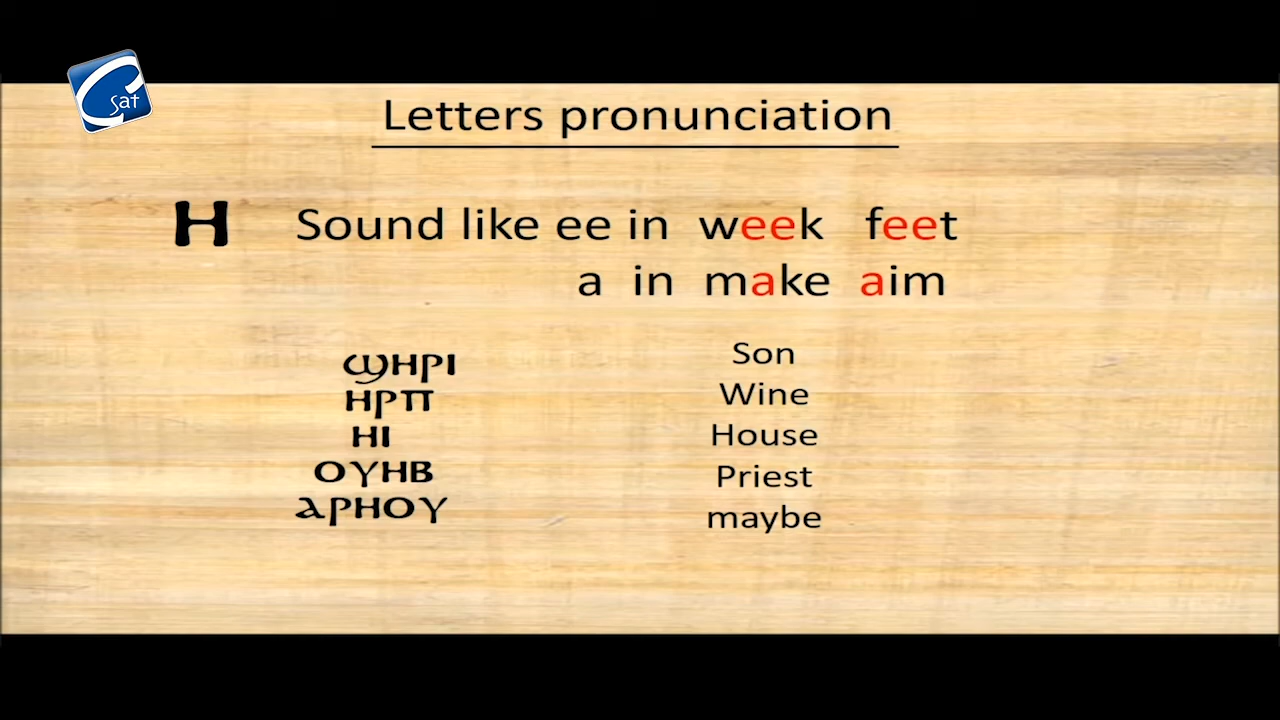 C Sat
Letters pronunciation
Ⲏ Sound like ee in week feet
a in make aim
ϣⲏⲣⲓ Son
ⲏⲣⲡ Wine
ⲏⲓ House
ⲟⲩⲏⲃ Priest
ⲁⲣⲏⲟⲩ maybe